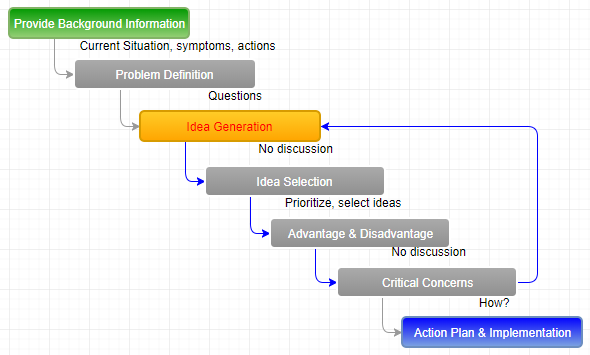 Provide Background Information
Current Situation, symptoms, actions
Problem Definition
Questions
Idea Generation
No discussion
Idea Selection
Prioritize, select ideas
Advantage & Disadvantage
No discussion
Critical Concerns
How?
Action Plan & Implementation